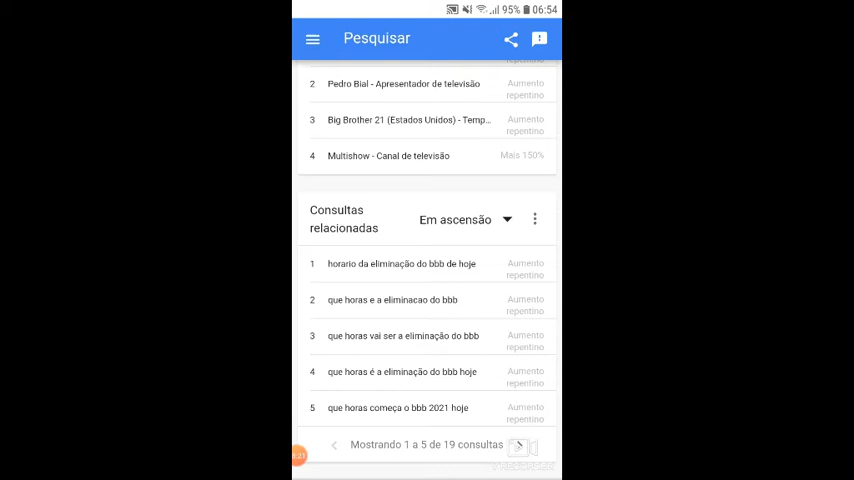 95% 06:54
Pesquisar
repentino
2 Pedro Bial - Apresentador de televisão Aumento
repentino
3 Big Brother 21 (Estados Unidos) - Temp... Aumento
repentino
4 Multishow - Canal de televisão Mais 150%
Consultas
relacionadas
Em ascensão
1 horario da eliminação do bbb de hoje Aumento
repentino
2 que horas e a eliminacao do bbb Aumento
repentino
3 que horas vai ser a eliminação do bbb Aumento
repentino
4 que horas é a eliminação do bbb hoje Aumento
repentino
5 que horas começa o bbb 2021 hoje Aumento
repentino
Mostrando 1 a 5 de 19 consultas